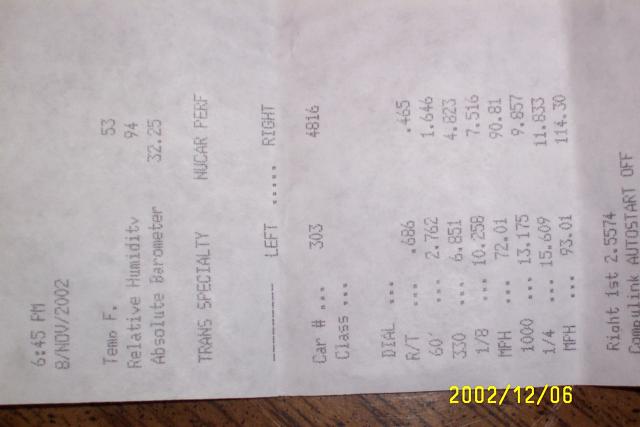 6:45 PM
8/NOV/2002
Temp F. 53
Relative Humidity 94
Absolute Barometer 32.25
TRANS SPECIALTY NUCAR PERF
---------- LEFT ..... RIGHT
Car # ... 303 4816
Class ...
DIAL ...
R/T ... .686 .465
60' ... 2.762 1.646
330 ... 6.851 4.823
1/8 ... 10.258 7.516
MPH ... 72.01 90.81
1000 ... 13.175 9.857
1/4 ... 15.609 11.833
MPH ... 93.01 114.30
Right 1st 2.5574
Compulink AUTOSTART OFF
2002/12/06